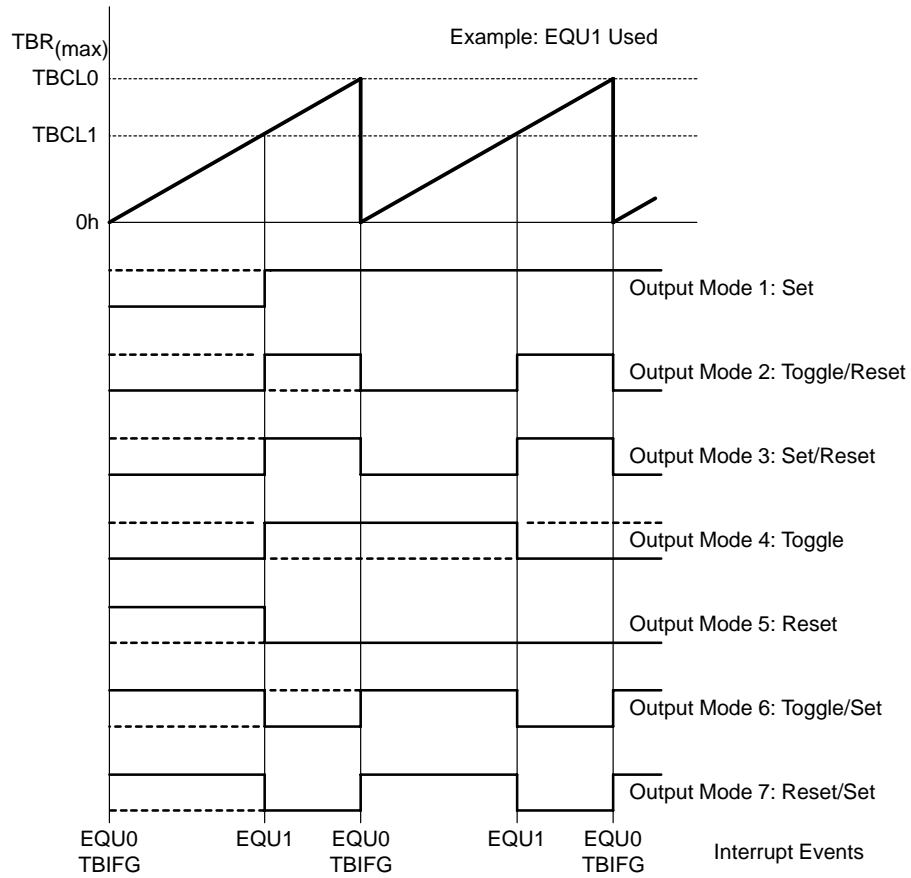 TBR(max)
Example: EQU1 Used
TBCL0
TBCL1
0h
Output Mode 1: Set
Output Mode 2: Toggle/Reset
Output Mode 3: Set/Reset
Output Mode 4: Toggle
Output Mode 5: Reset
Output Mode 6: Toggle/Set
Output Mode 7: Reset/Set
EQU0 EQU1 EQU0 EQU1 EQU0
TBIFG TBIFG TBIFG
Interrupt Events